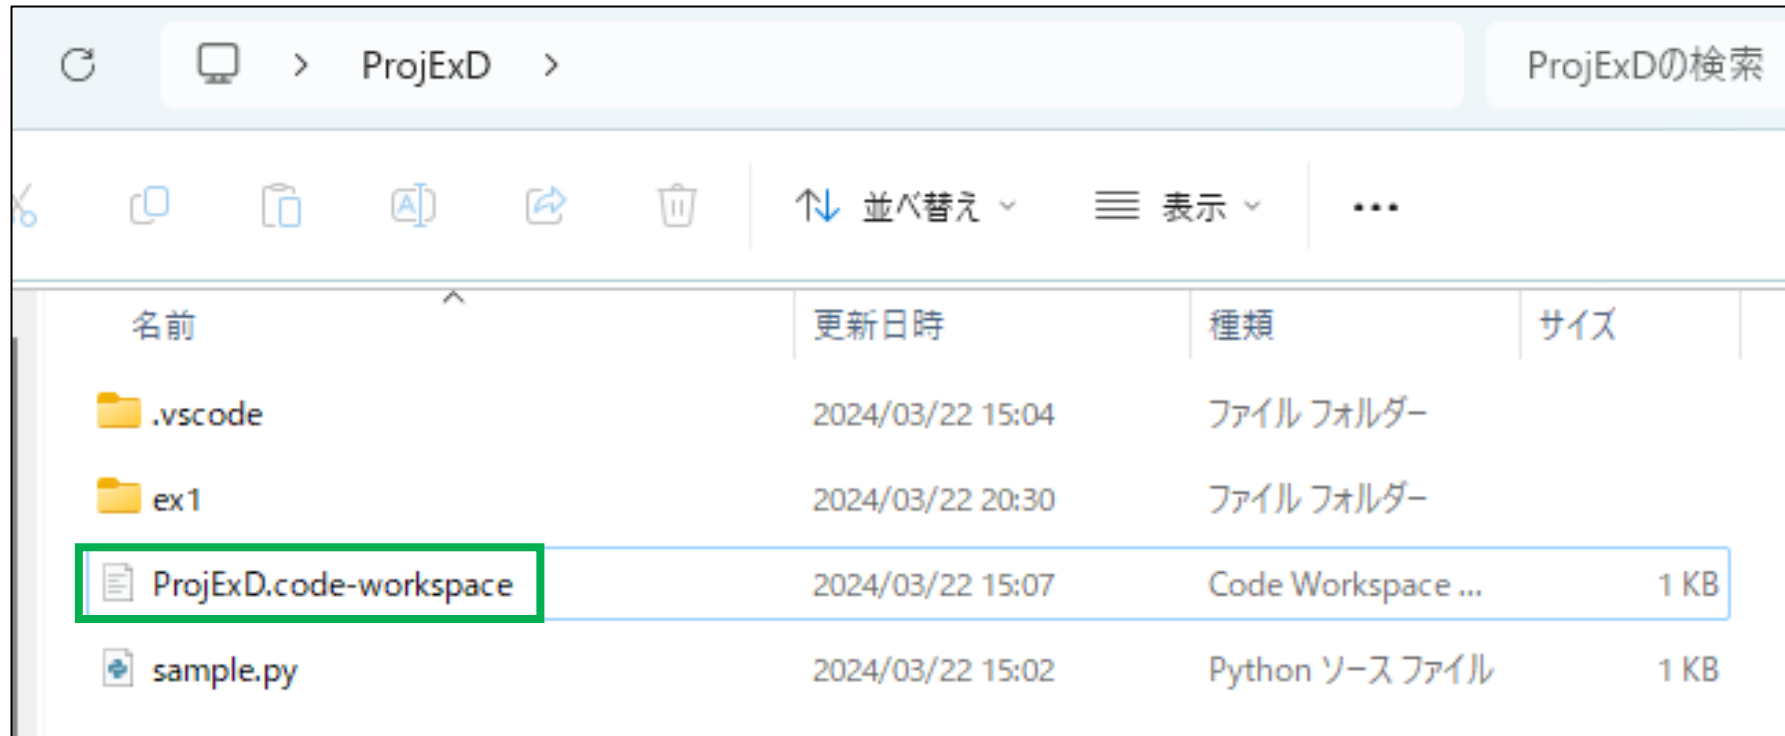 ProjExD
ProjExDの検索
並べ替え
表示
名前 更新日時 種類 サイズ
.vscode 2024/03/22 15:04 ファイル フォルダー
ex1 2024/03/22 20:30 ファイル フォルダー
ProjExD.code-workspace 2024/03/22 15:07 Code Workspace ... 1 KB
sample.py 2024/03/22 15:02 Python ソース ファイル 1 KB